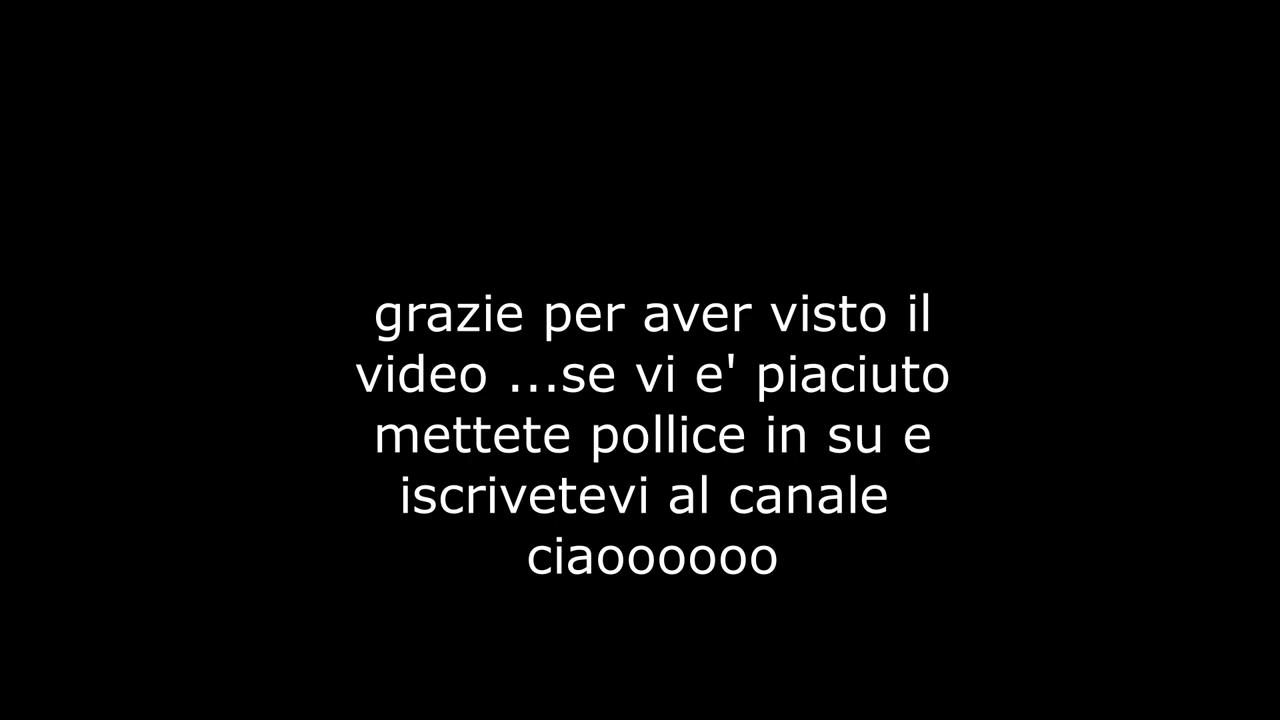 grazie per aver visto il
video ...se vi e' piaciuto
mettete pollice in su e
iscrivetevi al canale
ciaoooooo